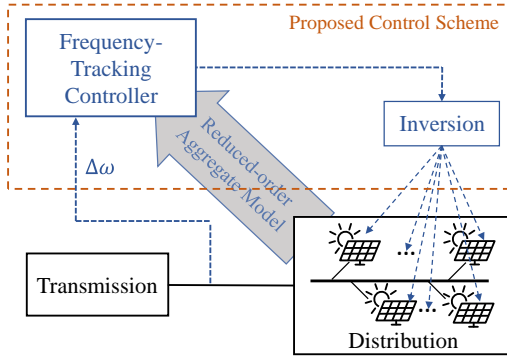 Proposed Control Scheme
Frequency-
Tracking
Controller
Inversion
Reduced-order
Aggregate Model
Δω
...
Transmission
...
Distribution